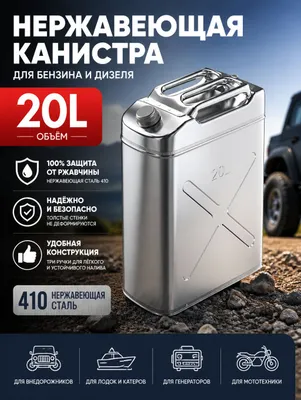 НЕРЖАВЕЮЩАЯ
КАНИСТРА
ДЛЯ БЕНЗИНА И ДИЗЕЛЯ
20L
ОБЪЁМ
100% ЗАЩИТА
ОТ РЖАВЧИНЫ
НЕРЖАВЕЮЩАЯ СТАЛЬ 410
НАДЁЖНО
И БЕЗОПАСНО
ТОЛСТЫЕ СТЕНКИ
НЕ ДЕФОРМИРУЮТСЯ
УДОБНАЯ
КОНСТРУКЦИЯ
ТРИ РУЧКИ ДЛЯ ЛЁГКОГО
И УСТОЙЧИВОГО НАЛИВА
20L
410 НЕРЖАВЕЮЩАЯ
СТАЛЬ
ДЛЯ ВНЕДОРОЖНИКОВ
ДЛЯ ЛОДОК И КАТЕРОВ
ДЛЯ ГЕНЕРАТОРОВ
ДЛЯ МОТОТЕХНИКИ